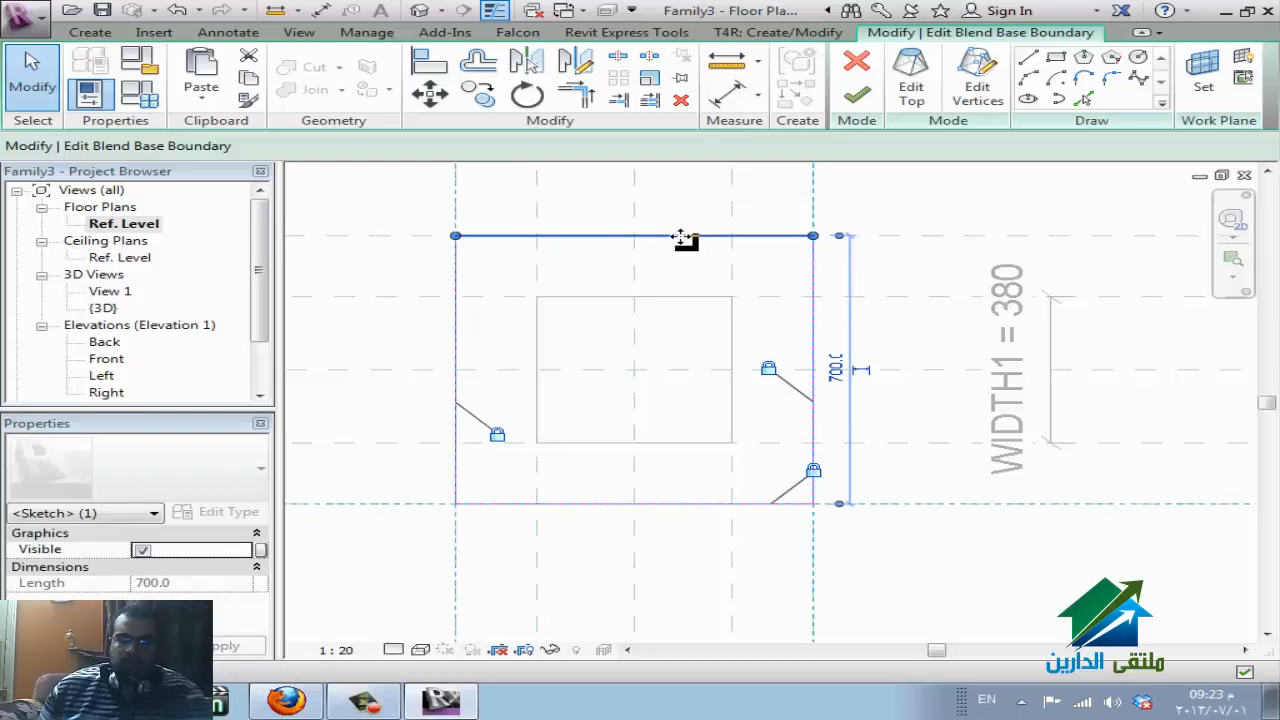 Family3 - Floor Pla...
Sign In
Create
Insert
Annotate
View
Manage
Add-Ins
Falcon
Revit Express Tools
T4R: Create/Modify
Modify | Edit Blend Base Boundary
Modify
Paste
Cut
Join
Edit Top
Edit Vertices
Set
Select
Properties
Clipboard
Geometry
Modify
Measure
Create
Mode
Mode
Draw
Work Plane
Modify | Edit Blend Base Boundary
Family3 - Project Browser
Views (all)
Floor Plans
Ref. Level
Ceiling Plans
Ref. Level
3D Views
View 1
{3D}
Elevations (Elevation 1)
Back
Front
Left
Right
Properties
<Sketch> (1)
Edit Type
Graphics
Visible
Dimensions
Length
700.0
700.0
WIDTH1 = 380
1 : 20
ملتقى الدارين
EN
09:23 م
٢٠١٣/٠٧/٠١